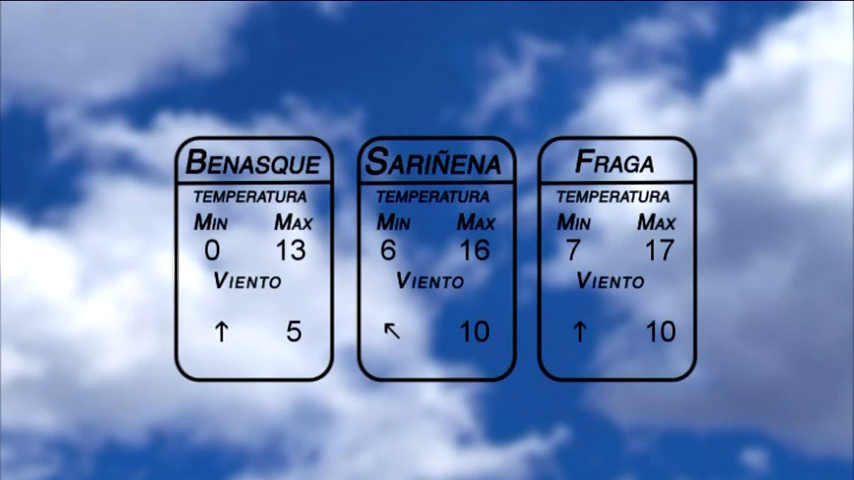 BENASQUE
TEMPERATURA
MIN MAX
0 13
VIENTO
↑ 5
SARIÑENA
TEMPERATURA
MIN MAX
6 16
VIENTO
↖ 10
FRAGA
TEMPERATURA
MIN MAX
7 17
VIENTO
↑ 10